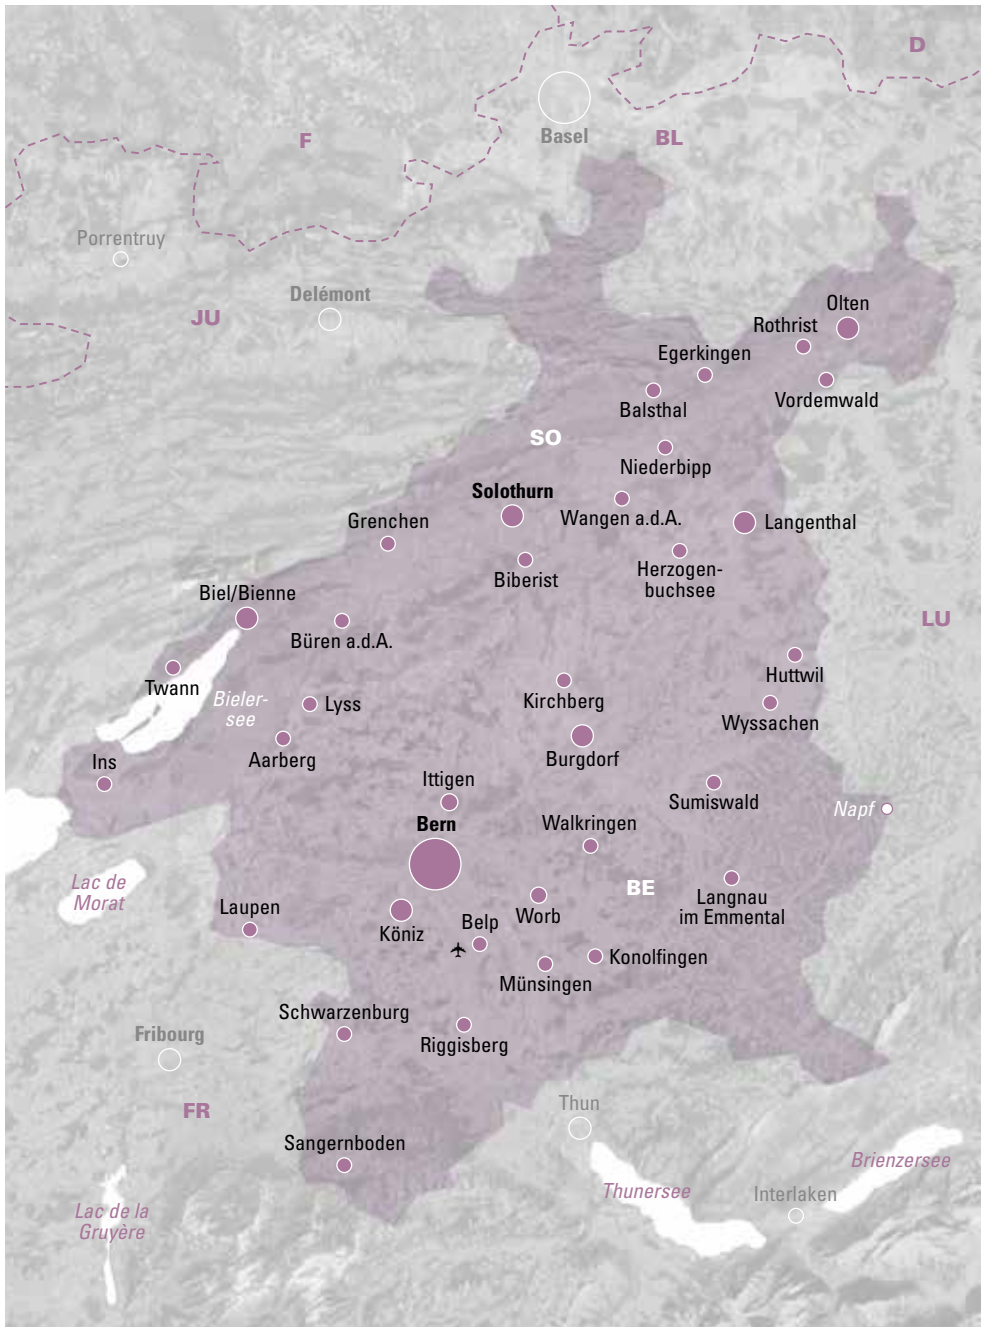 D
Basel
BL
F
Porrentruy
Delémont
JU
Olten
Rothrist
Egerkingen
Vordemwald
Balsthal
SO
Niederbipp
Solothurn
Wangen a.d.A.
Langenthal
Grenchen
Biberist
Herzogen-
buchsee
Biel/Bienne
Büren a.d.A.
LU
Huttwil
Twann
Bieler-
see
Lyss
Kirchberg
Wyssachen
Aarberg
Burgdorf
Ins
Ittigen
Sumiswald
Napf
Bern
Walkringen
Lac de
Morat
BE
Langnau
im Emmental
Laupen
Köniz
Belp
Worb
Konolfingen
Münsingen
Schwarzenburg
Riggisberg
Fribourg
FR
Thun
Sangernboden
Brienzersee
Thunersee
Interlaken
Lac de la
Gruyère